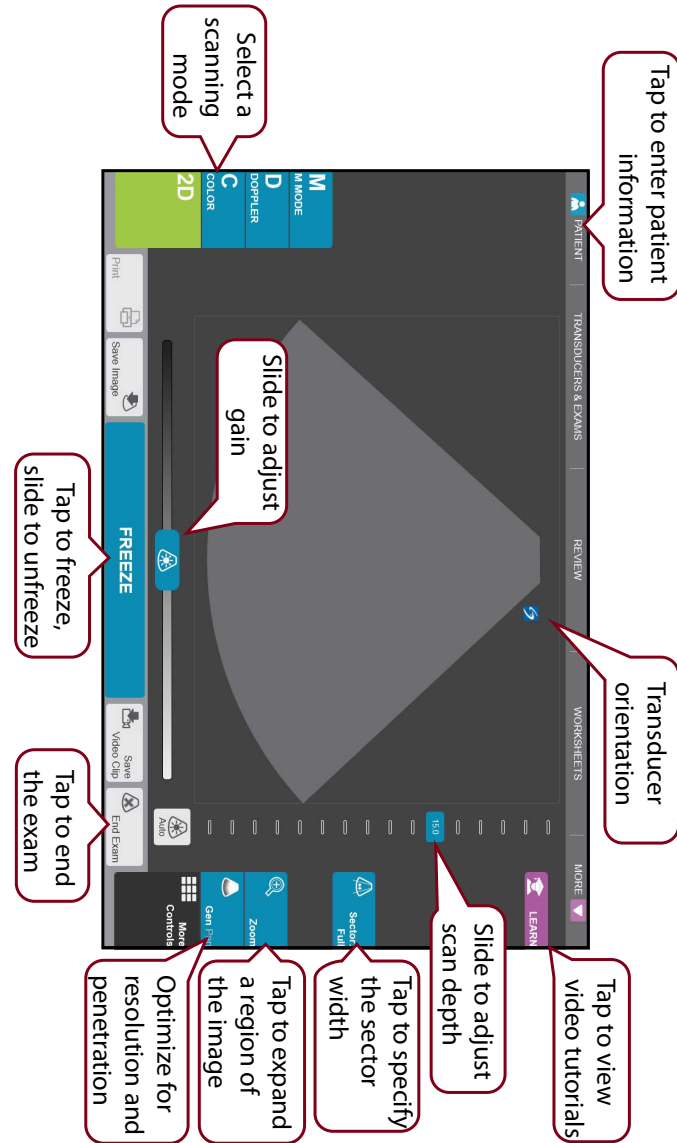 Tap to enter patient
information
Transducer
orientation
Tap to view
video tutorials
PATIENT
TRANSDUCERS & EXAMS
REVIEW
WORKSHEETS
MORE
LEARN
Select a
scanning
mode
M
M MODE
D
DOPPLER
C
COLOR
2D
Slide to adjust
gain
15.0
Slide to adjust
scan depth
Sector:
Full
Tap to specify
the sector
width
Zoom
Tap to expand
a region of
the image
Gen Pen
Optimize for
resolution and
penetration
Auto
More
Controls
Print
Save Image
FREEZE
Save
Video Clip
End Exam
Tap to freeze,
slide to unfreeze
Tap to end
the exam